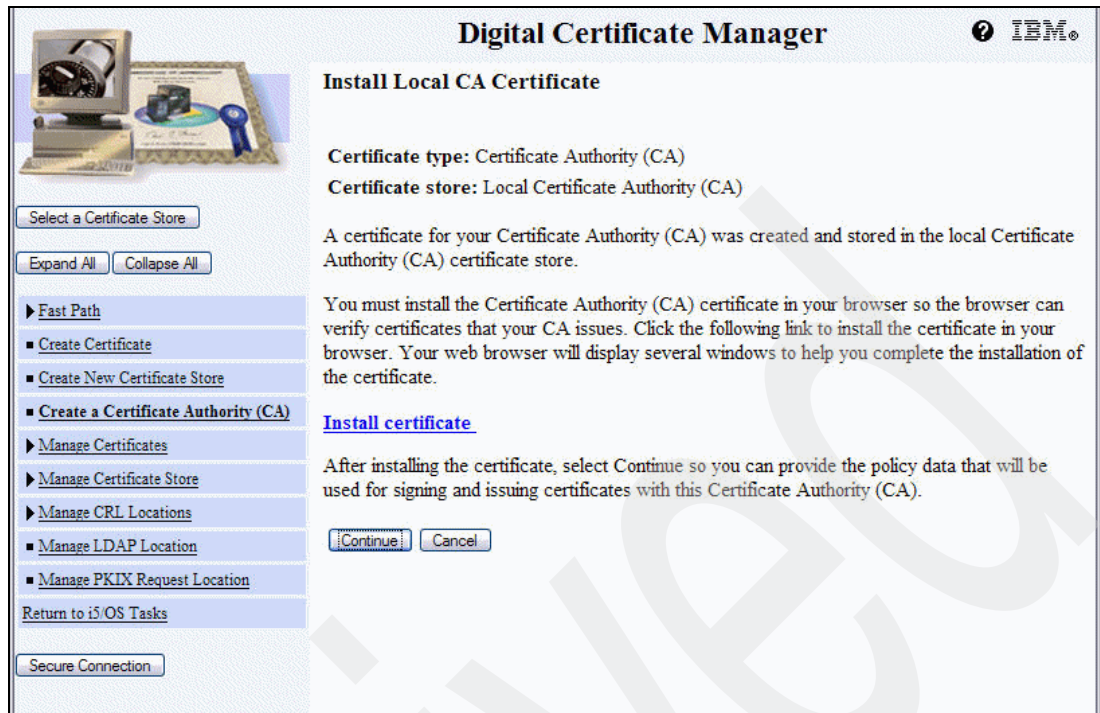 Digital Certificate Manager
IBM®
Install Local CA Certificate
Certificate type: Certificate Authority (CA)
Certificate store: Local Certificate Authority (CA)
A certificate for your Certificate Authority (CA) was created and stored in the local Certificate
Authority (CA) certificate store.
You must install the Certificate Authority (CA) certificate in your browser so the browser can
verify certificates that your CA issues. Click the following link to install the certificate in your
browser. Your web browser will display several windows to help you complete the installation of
the certificate.
Install certificate
After installing the certificate, select Continue so you can provide the policy data that will be
used for signing and issuing certificates with this Certificate Authority (CA).
Continue
Cancel
Select a Certificate Store
Expand All
Collapse All
Fast Path
Create Certificate
Create New Certificate Store
Create a Certificate Authority (CA)
Manage Certificates
Manage Certificate Store
Manage CRL Locations
Manage LDAP Location
Manage PKIX Request Location
Return to i5/OS Tasks
Secure Connection